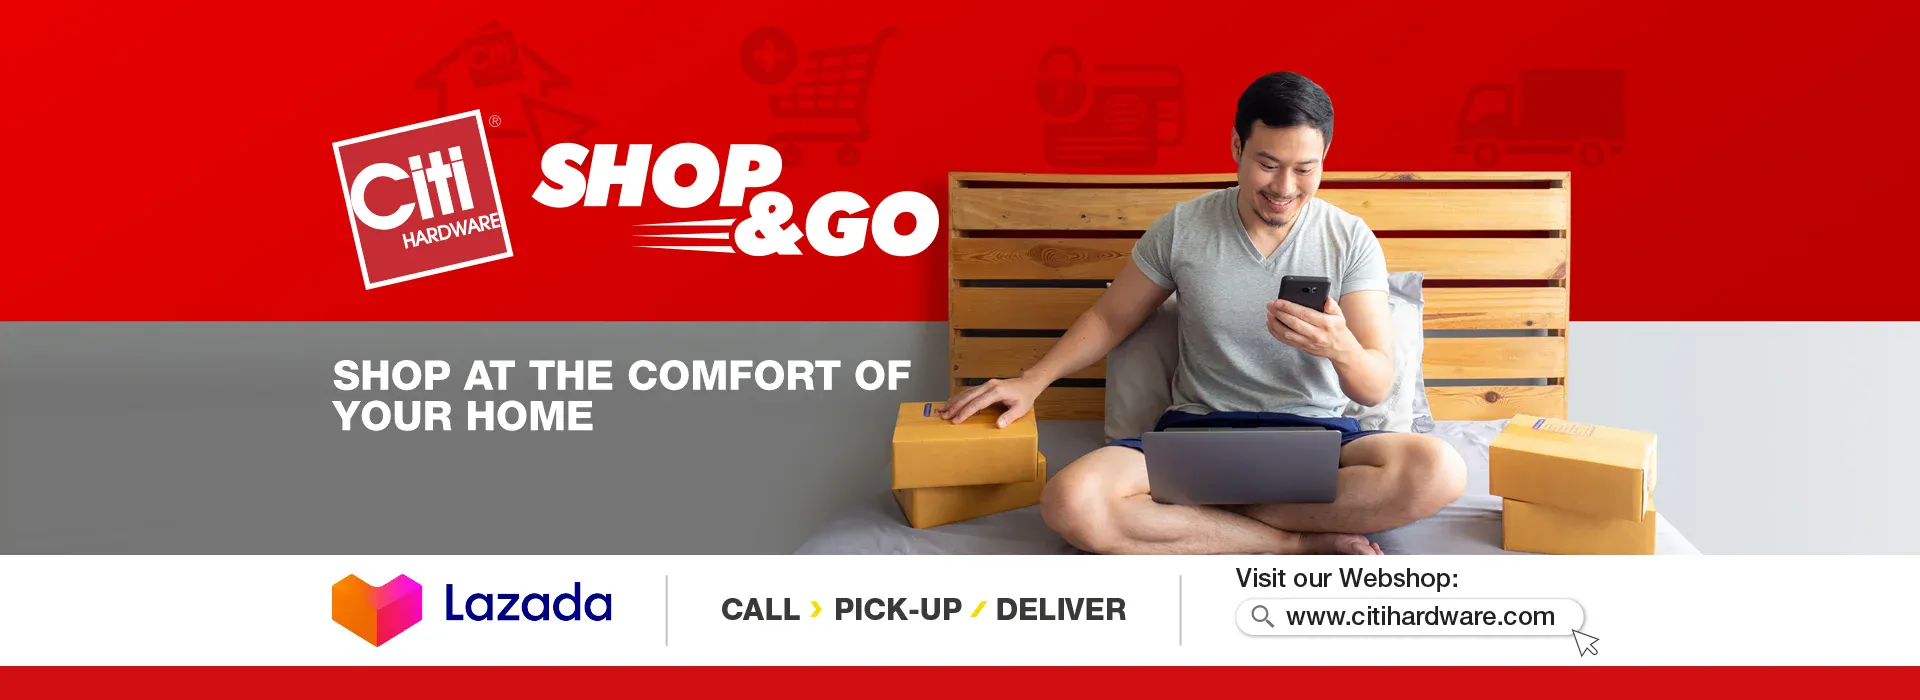 Citi
Citi
HARDWARE
®
SHOP
&GO
SHOP AT THE COMFORT OF
YOUR HOME
Lazada
CALL › PICK-UP / DELIVER
Visit our Webshop:
www.citihardware.com